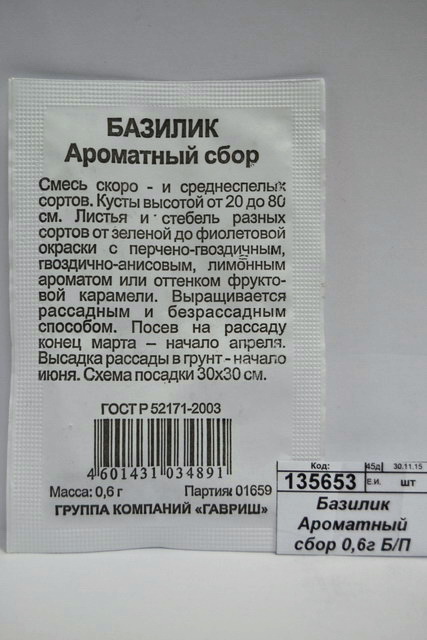 БАЗИЛИК
Ароматный сбор
Смесь скоро - и среднеспелых
сортов. Кусты высотой от 20 до 80
см. Листья и стебель разных
сортов от зеленой до фиолетовой
окраски с перчено-гвоздичным,
гвоздично-анисовым, лимонным
ароматом или оттенком фрукто-
вой карамели. Выращивается
рассадным и безрассадным
способом. Посев на рассаду
конец марта – начало апреля.
Высадка рассады в грунт - начало
июня. Схема посадки 30х30 см.
ГОСТ Р 52171-2003
4 601431 034891
Масса: 0,6 г Партия: 01659
ГРУППА КОМПАНИЙ «ГАВРИШ»
Код: 45д 30.11.15
135653 Е.И. шт
Базилик
Ароматный
сбор 0,6г Б/П